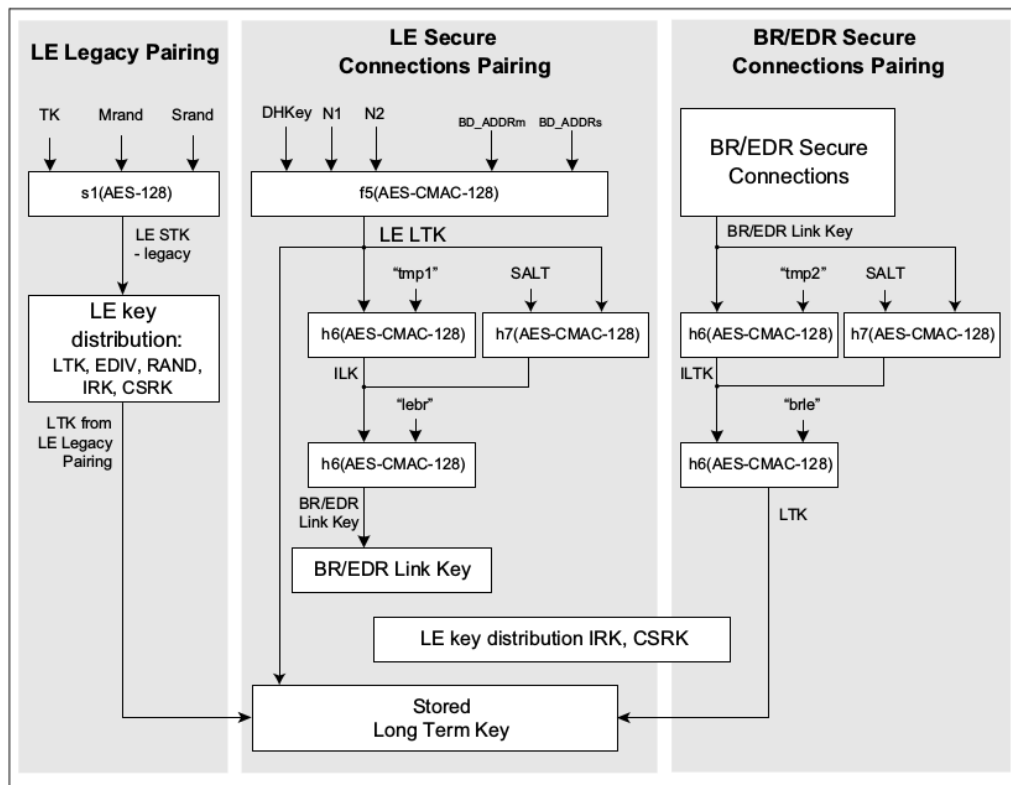 LE Legacy Pairing
TK
Mrand
Srand
s1(AES-128)
LE STK
- legacy
LE key
distribution:
LTK, EDIV, RAND,
IRK, CSRK
LTK from
LE Legacy
Pairing
LE Secure
Connections Pairing
DHKey
N1
N2
BD_ADDRm
BD_ADDRs
f5(AES-CMAC-128)
LE LTK
“tmp1”
SALT
h6(AES-CMAC-128)
h7(AES-CMAC-128)
ILK
“lebr”
h6(AES-CMAC-128)
BR/EDR
Link Key
BR/EDR Link Key
LE key distribution IRK, CSRK
Stored
Long Term Key
BR/EDR Secure
Connections Pairing
BR/EDR Secure
Connections
BR/EDR Link Key
“tmp2”
SALT
h6(AES-CMAC-128)
h7(AES-CMAC-128)
ILTK
“brle”
h6(AES-CMAC-128)
LTK